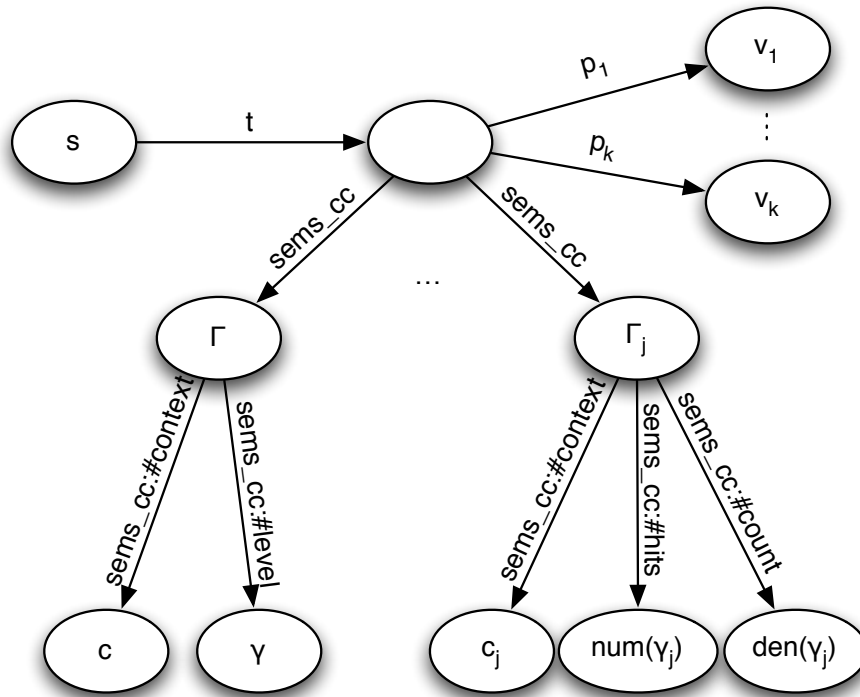 v₁
p₁
s
t
pₖ
vₖ
sems_cc
sems_cc
...
Γ
Γⱼ
sems_cc:#context
sems_cc:#level
sems_cc:#context
sems_cc:#hits
sems_cc:#count
c
γ
cⱼ
num(γⱼ)
den(γⱼ)